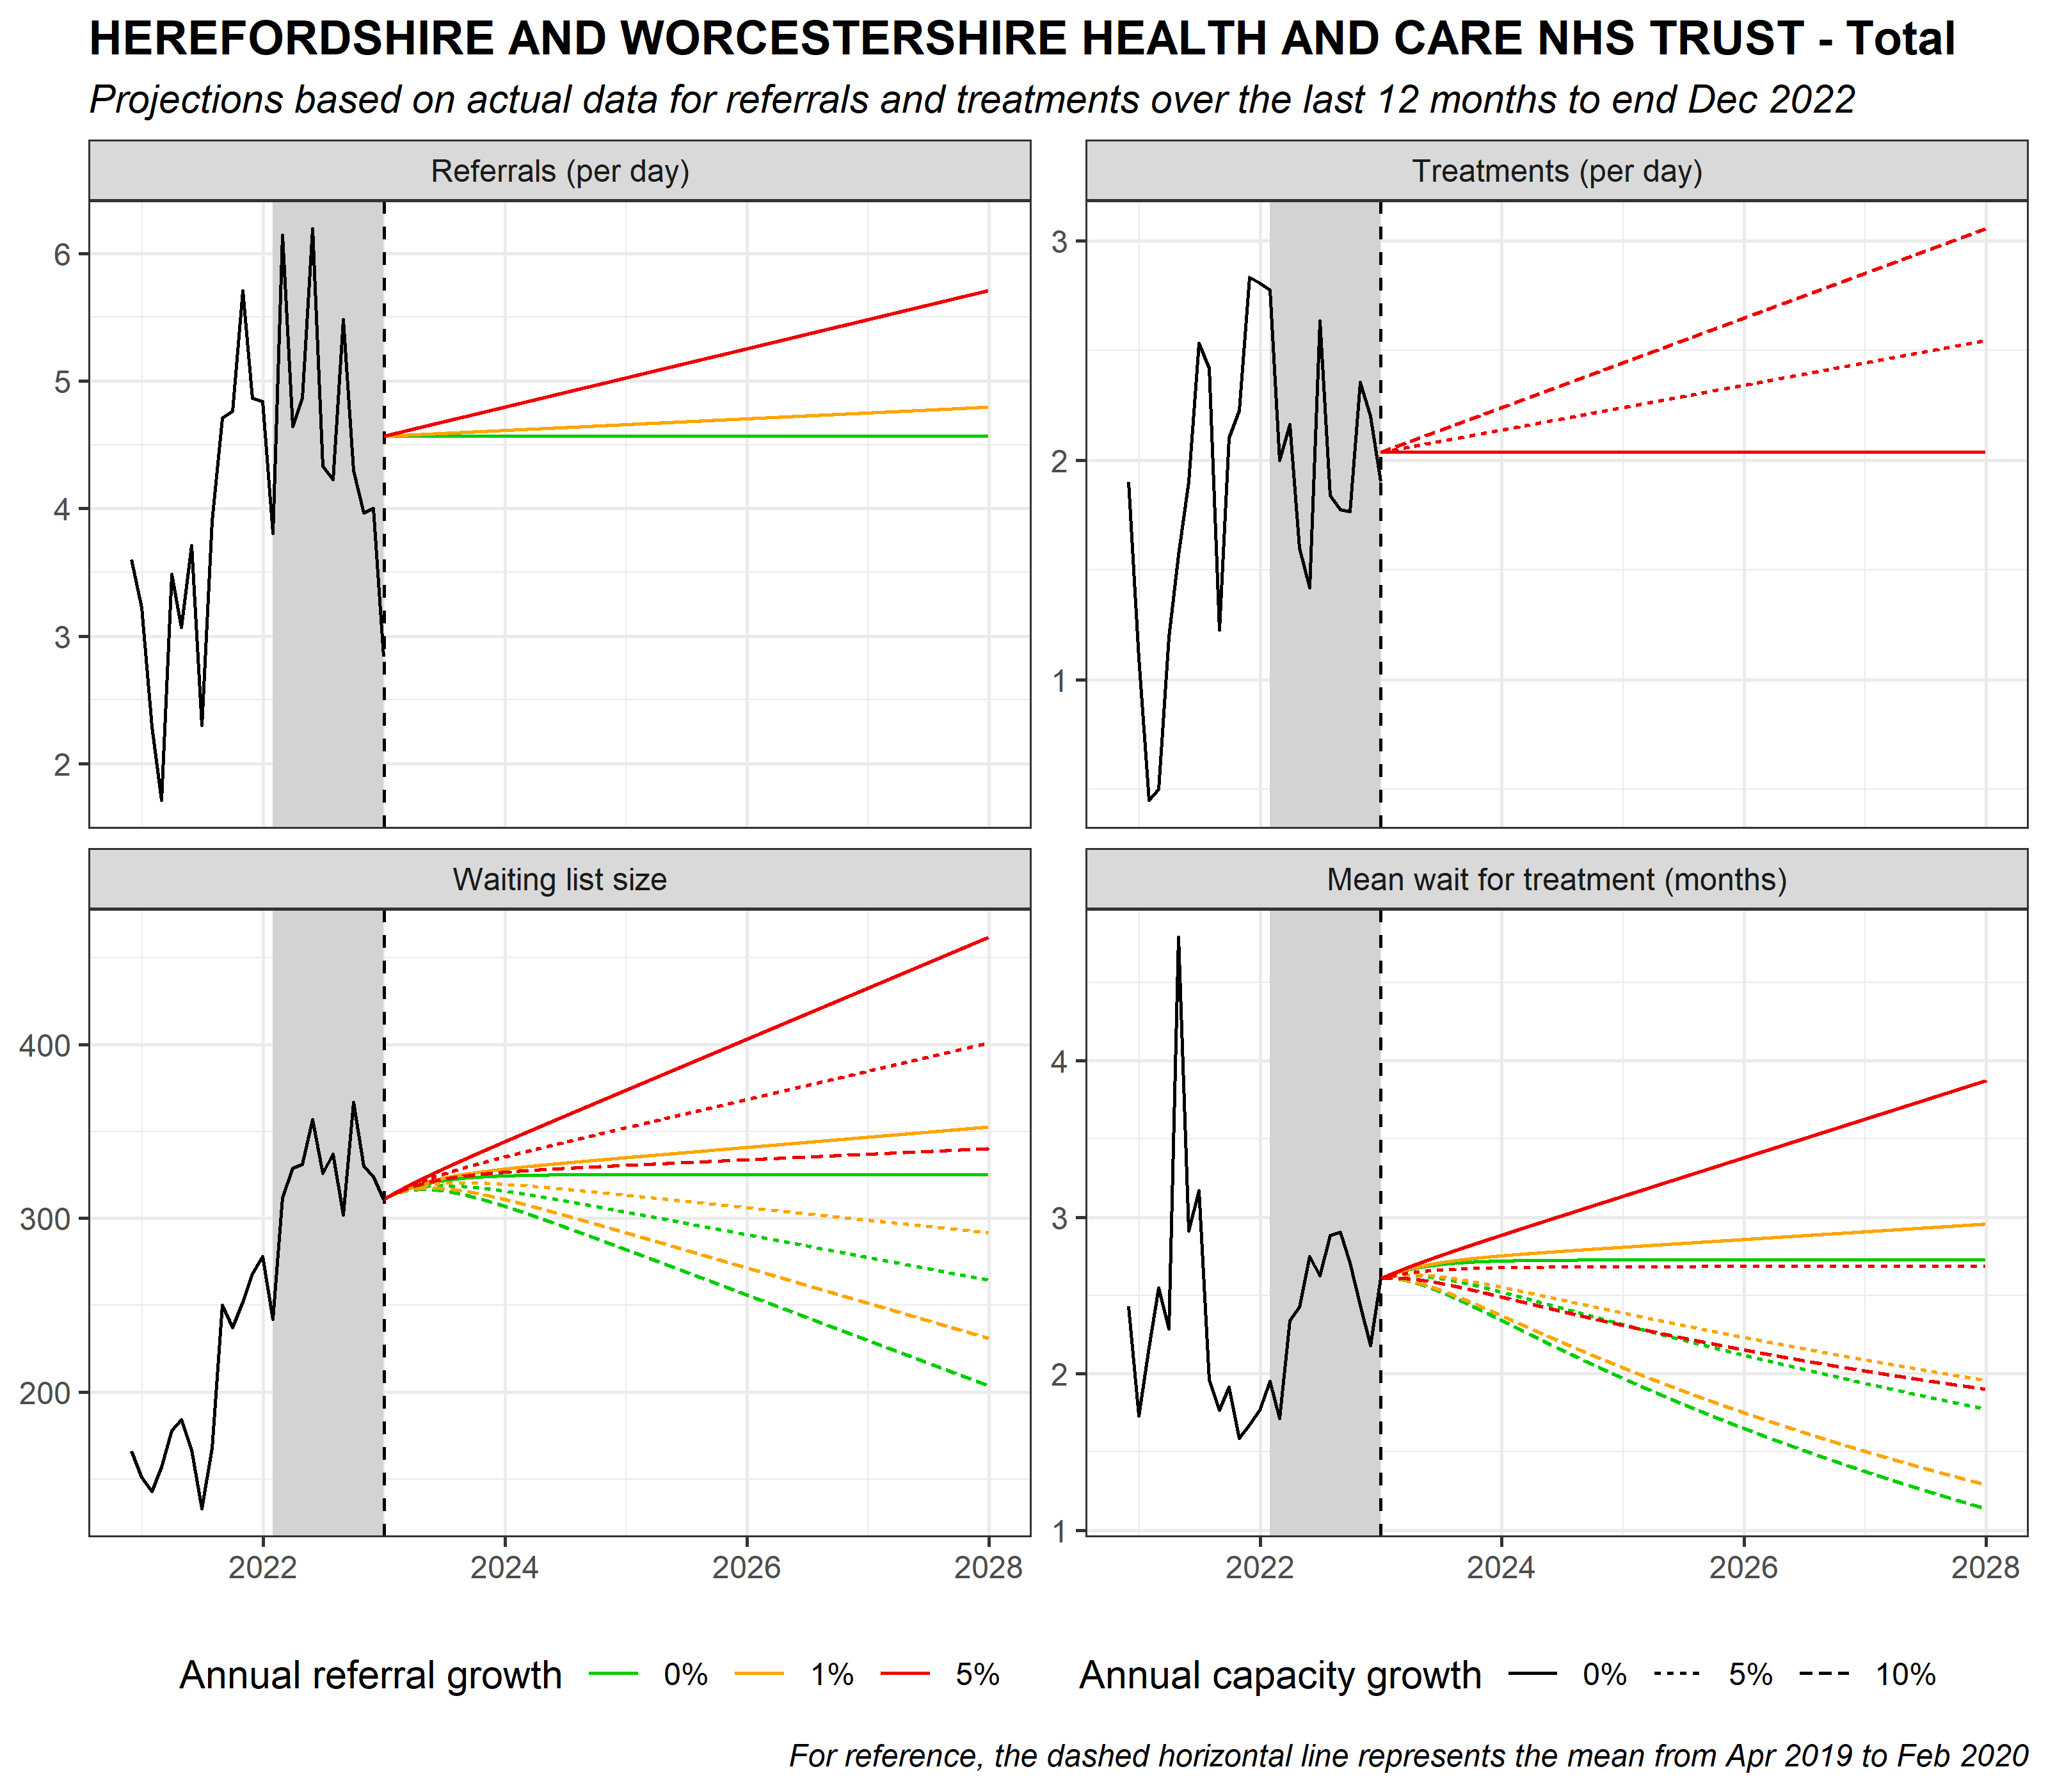 HEREFORDSHIRE AND WORCESTERSHIRE HEALTH AND CARE NHS TRUST - Total
Projections based on actual data for referrals and treatments over the last 12 months to end Dec 2022
Referrals (per day)
6
5
4
3
2
Treatments (per day)
3
2
1
Waiting list size
400
300
200
2022 2024 2026 2028
Mean wait for treatment (months)
4
3
2
1
2022 2024 2026 2028
Annual referral growth 0% 1% 5%
Annual capacity growth 0% 5% 10%
For reference, the dashed horizontal line represents the mean from Apr 2019 to Feb 2020